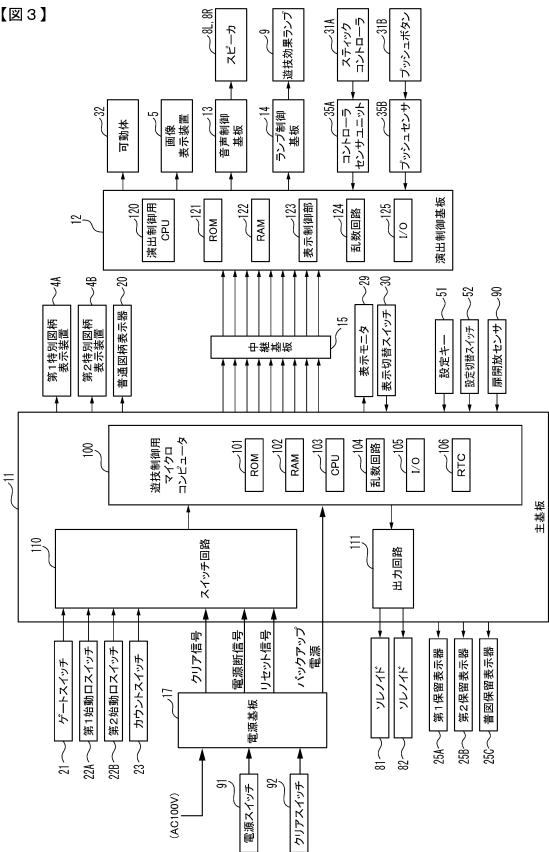 【図３】
8L, 8R
スピーカ
9
遊技効果ランプ
31A
スティック
コントローラ
31B
プッシュボタン
32
可動体
5
画像
表示装置
13
音声制御
基板
14
ランプ制御
基板
35A
コントローラ
センサユニット
35B
プッシュセンサ
12
120
演出制御用
CPU
121
ROM
122
RAM
123
表示制御部
124
乱数回路
125
I/O
演出制御基板
4A
第１特別図柄
表示装置
4B
第２特別図柄
表示装置
20
普通図柄表示器
中継基板
15
29
表示モニタ
30
表示切替スイッチ
51
設定キー
52
設定切替スイッチ
90
扉開放センサ
11
100
遊技制御用
マイクロ
コンピュータ
101
ROM
102
RAM
103
CPU
104
乱数回路
105
I/O
106
RTC
主基板
110
スイッチ回路
111
出力回路
21
ゲートスイッチ
22A
第１始動口スイッチ
22B
第２始動口スイッチ
23
カウントスイッチ
クリア信号
電源断信号
リセット信号
バックアップ
電源
17
電源基板
(AC100V)
91
電源スイッチ
92
クリアスイッチ
81
ソレノイド
82
ソレノイド
25A
第１保留表示器
25B
第２保留表示器
25C
普図保留表示器